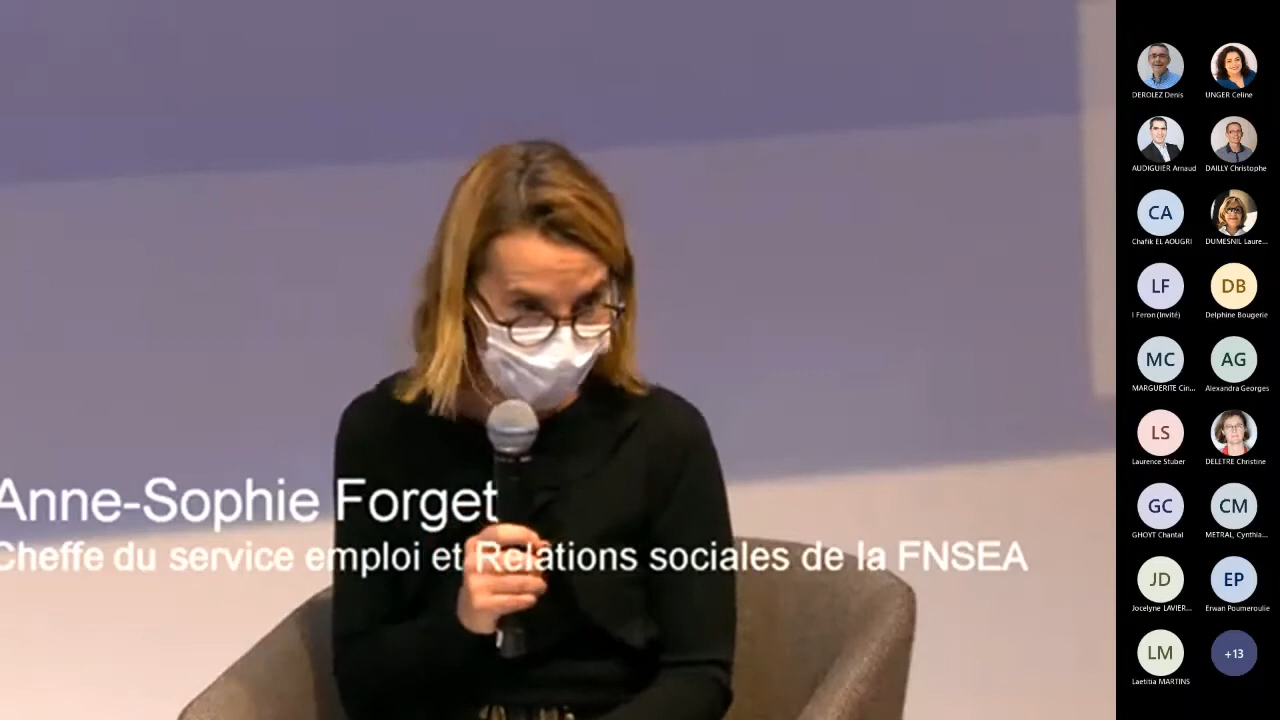 Anne-Sophie Forget
Cheffe du service emploi et Relations sociales de la FNSEA
DEROLEZ Denis
UNGER Celine
AUDIGUIER Arnaud
DAILLY Christophe
CA
Chafik EL AOUGRI
DUMESNIL Laure...
LF
l Feron (Invité)
DB
Delphine Bougerie
MC
MARGUERITE Cin...
AG
Alexandra Georges
LS
Laurence Stuber
DELETRE Christine
GC
GHOYT Chantal
CM
METRAL, Cynthia...
JD
Jocelyne LAVIER...
EP
Erwan Poumeroulie
LM
Laetitia MARTINS
+13